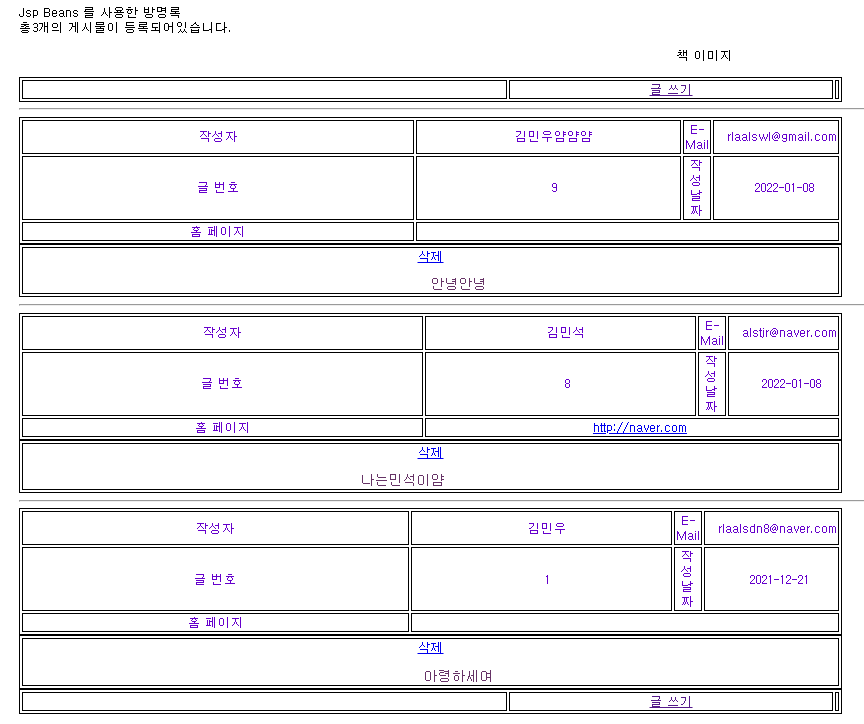 Jsp Beans 를 사용한 방명록
총3개의 게시물이 등록되어있습니다.
책 이미지
글 쓰기
작성자 김민우얌얌얌 E-Mail rlaalswl@gmail.com
글 번호 9 작성날짜 2022-01-08
홈 페이지
삭제
안녕안녕
작성자 김민석 E-Mail alstjr@naver.com
글 번호 8 작성날짜 2022-01-08
홈 페이지 http://naver.com
삭제
나는민석이얌
작성자 김민우 E-Mail rlaalsdn8@naver.com
글 번호 1 작성날짜 2021-12-21
홈 페이지
삭제
아령하세여
글 쓰기